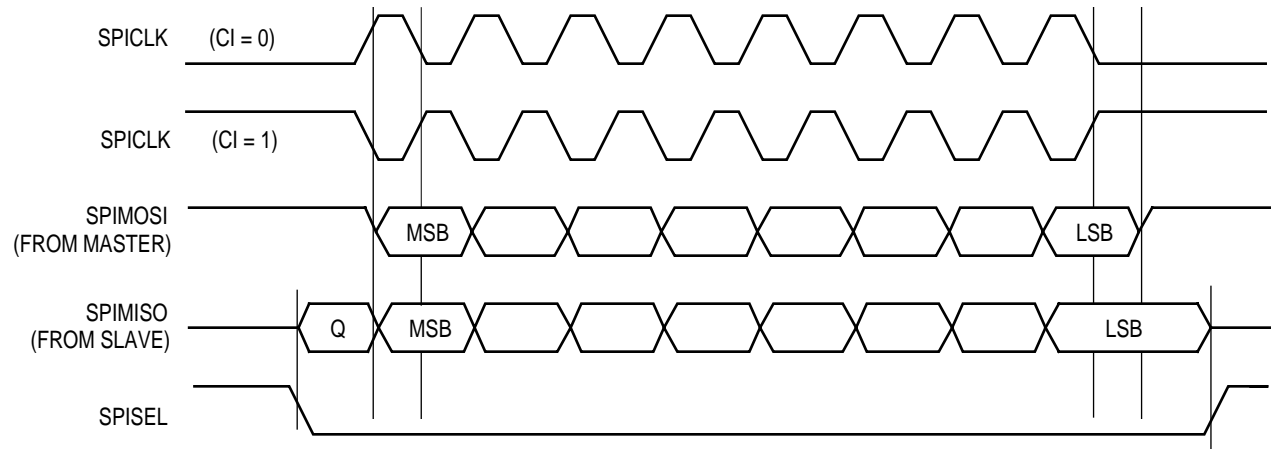 SPICLK (CI = 0)
SPICLK (CI = 1)
SPIMOSI
(FROM MASTER)
MSB LSB
SPIMISO
(FROM SLAVE)
Q MSB LSB
SPISEL